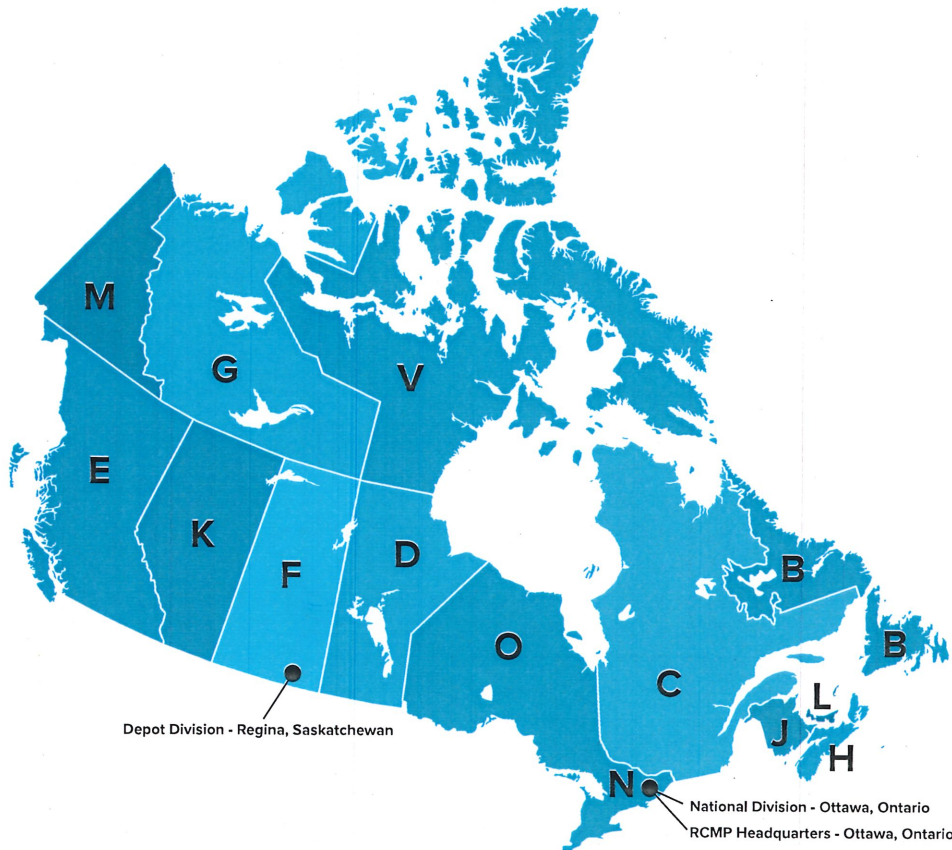 M
G
V
E
K
F
D
B
O
B
C
L
J
H
Depot Division - Regina, Saskatchewan
N
National Division - Ottawa, Ontario
RCMP Headquarters - Ottawa, Ontario